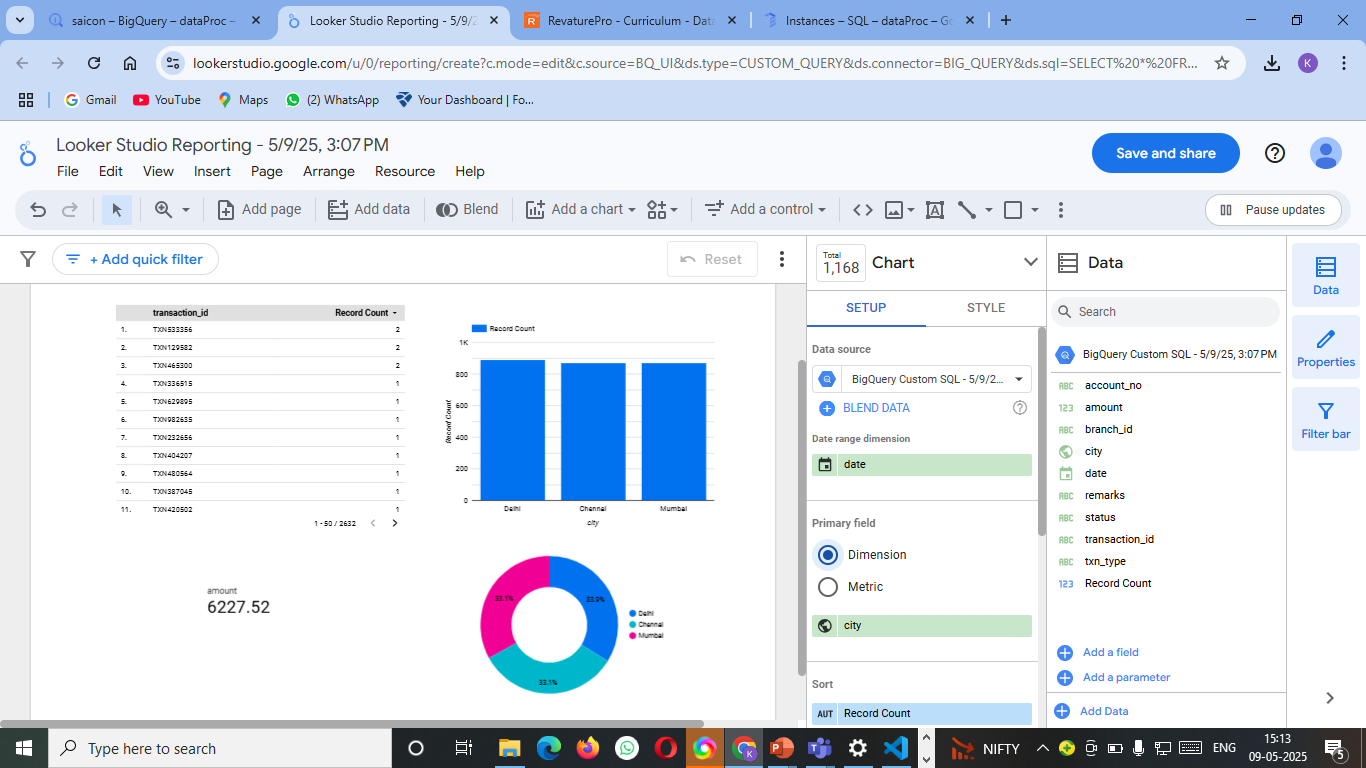 saicon – BigQuery – dataProc –
Looker Studio Reporting - 5/9/2
RevaturePro - Curriculum - Data
Instances – SQL – dataProc – Go
lookerstudio.google.com/u/0/reporting/create?c.mode=edit&c.source=BQ_UI&ds.type=CUSTOM_QUERY&ds.connector=BIG_QUERY&ds.sql=SELECT%20*%20FR...
K
Gmail
YouTube
Maps
(2) WhatsApp
Your Dashboard | Fo...
Looker Studio Reporting - 5/9/25, 3:07 PM
File Edit View Insert Page Arrange Resource Help
Save and share
Add page
Add data
Blend
Add a chart
Add a control
Pause updates
+ Add quick filter
Reset
transaction_id Record Count
1. TXN533356 2
2. TXN129582 2
3. TXN465300 2
4. TXN336515 1
5. TXN629895 1
6. TXN982635 1
7. TXN232656 1
8. TXN404207 1
9. TXN480564 1
10. TXN387045 1
11. TXN420502 1
1 - 50 / 2632
amount
6227.52
Record Count
1K
800
600
400
200
0
Record Count
Delhi Chennai Mumbai
city
33.1%
33.9%
33.1%
Delhi
Chennai
Mumbai
Total
1,168
Chart
SETUP STYLE
Data source
BigQuery Custom SQL - 5/9/2...
BLEND DATA
Date range dimension
date
Primary field
Dimension
Metric
city
Sort
AUT Record Count
Data
Search
BigQuery Custom SQL - 5/9/25, 3:07 PM
ABC account_no
123 amount
ABC branch_id
city
date
ABC remarks
ABC status
ABC transaction_id
ABC txn_type
123 Record Count
Add a field
Add a parameter
Add Data
Data
Properties
Filter bar
Type here to search
NIFTY
ENG
15:13
09-05-2025
5